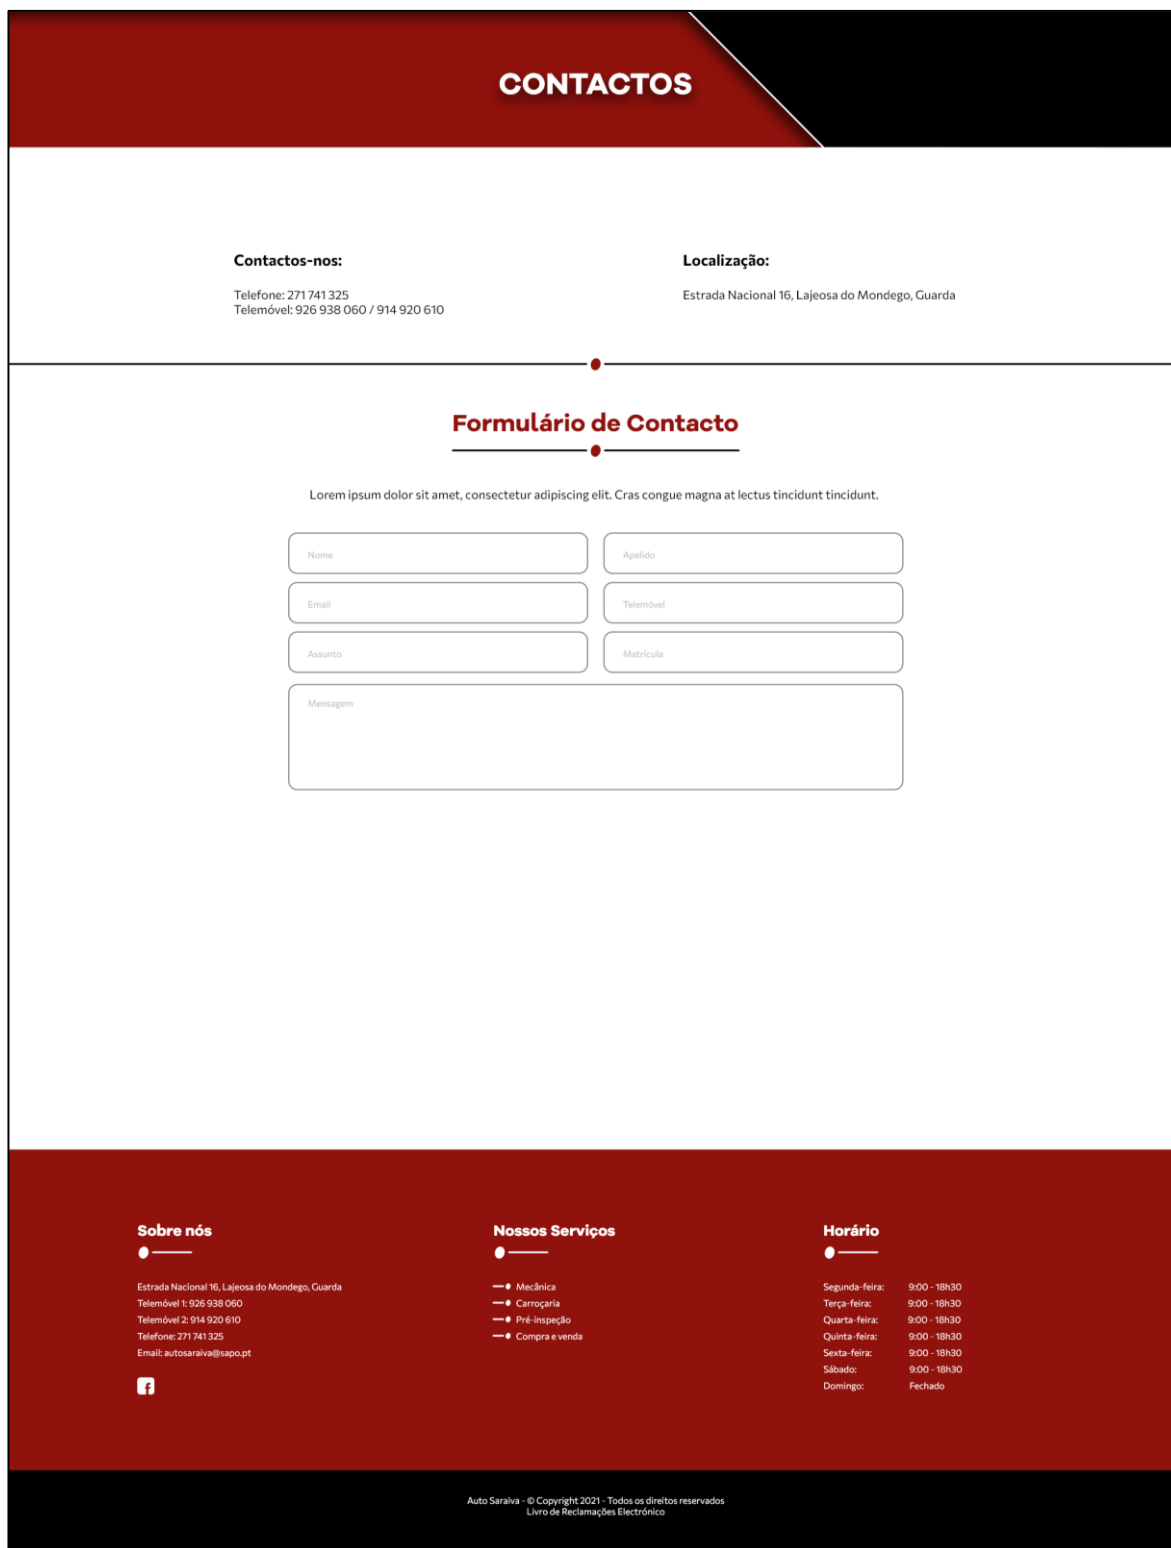 CONTACTOS
Contactos-nos:
Telefone: 271 741 325
Telemóvel: 926 938 060 / 914 920 610
Localização:
Estrada Nacional 16, Lajeosa do Mondego, Guarda
Formulário de Contacto
Lorem ipsum dolor sit amet, consectetur adipiscing elit. Cras congue magna at lectus tincidunt tincidunt.
Nome
Apelido
Email
Telemóvel
Assunto
Matrícula
Mensagem
Sobre nós
Estrada Nacional 16, Lajeosa do Mondego, Guarda
Telemóvel 1: 926 938 060
Telemóvel 2: 914 920 610
Telefone: 271 741 325
Email: autosaraiva@sapo.pt
Nossos Serviços
Mecânica
Carroçaria
Pré-inspeção
Compra e venda
Horário
Segunda-feira: 9:00 - 18h30
Terça-feira: 9:00 - 18h30
Quarta-feira: 9:00 - 18h30
Quinta-feira: 9:00 - 18h30
Sexta-feira: 9:00 - 18h30
Sábado: 9:00 - 18h30
Domingo: Fechado
Auto Saraiva - © Copyright 2021 - Todos os direitos reservados
Livro de Reclamações Electrónico